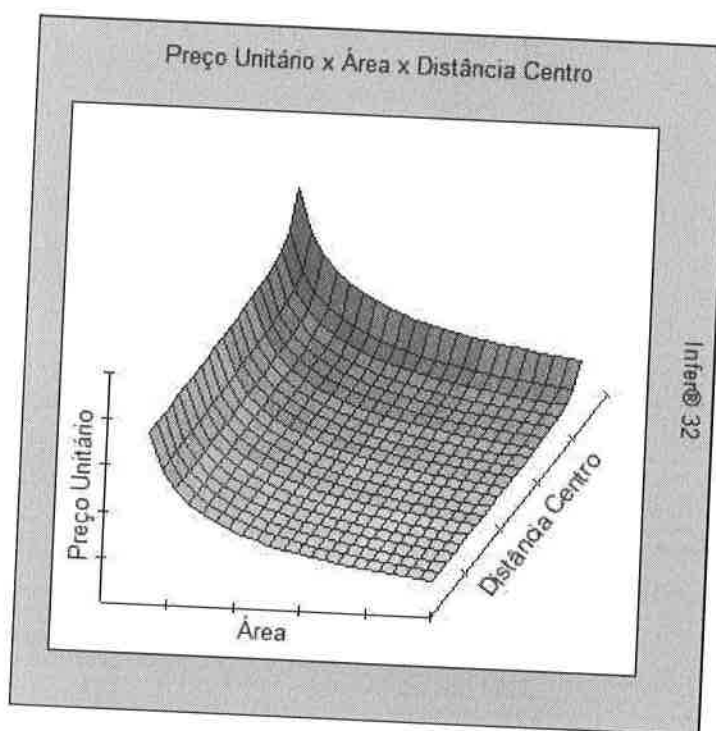 Preço Unitário x Área x Distância Centro
Preço Unitário
Área
Distância Centro
Infer® 32